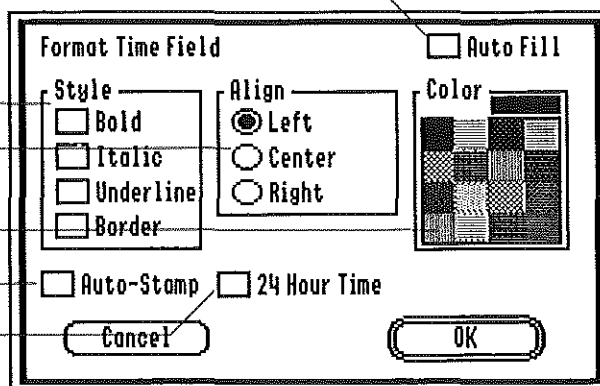 Format Time Field
Auto Fill
Style
Bold
Italic
Underline
Border
Align
Left
Center
Right
Color
Auto-Stamp
24 Hour Time
Cancel
OK